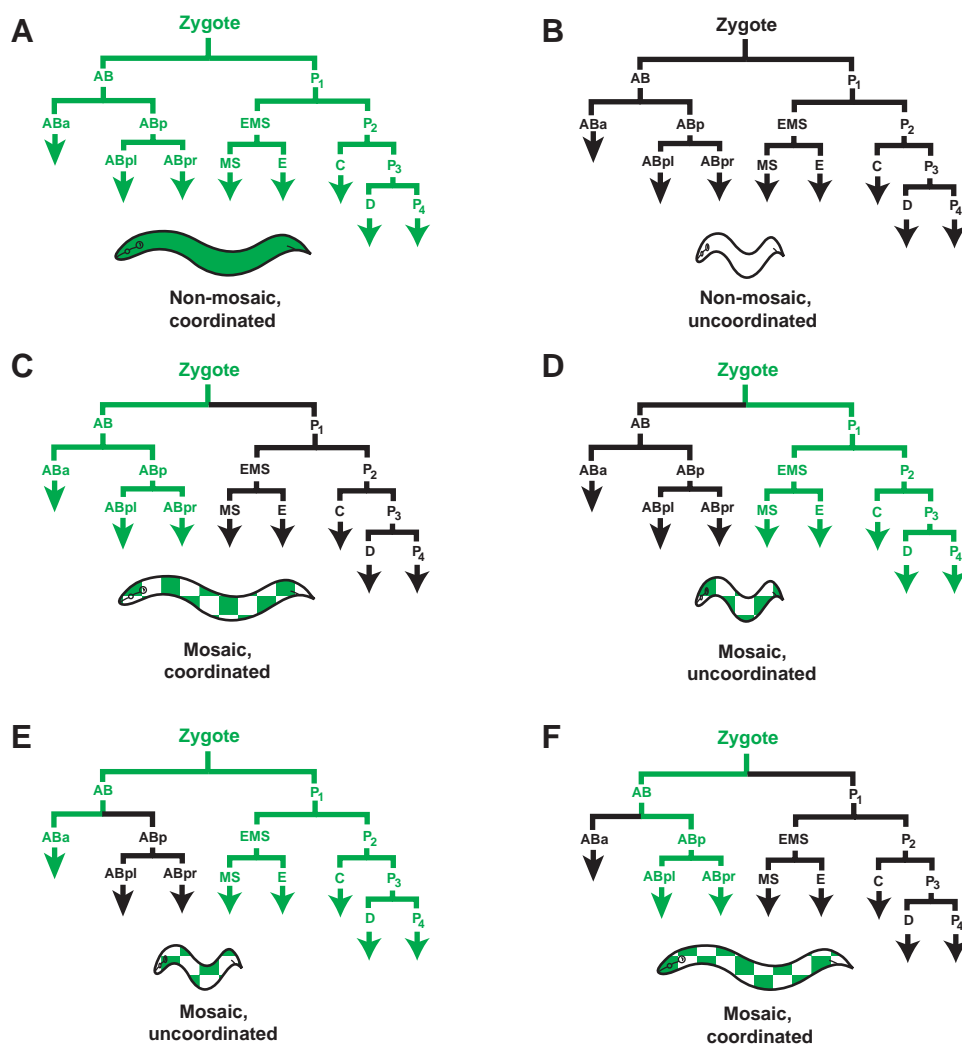 A
Zygote
AB
P1
ABa
ABp
EMS
P2
ABpl
ABpr
MS
E
C
P3
D
P4
Non-mosaic,
coordinated
B
Zygote
AB
P1
ABa
ABp
EMS
P2
ABpl
ABpr
MS
E
C
P3
D
P4
Non-mosaic,
uncoordinated
C
Zygote
AB
P1
ABa
ABp
EMS
P2
ABpl
ABpr
MS
E
C
P3
D
P4
Mosaic,
coordinated
D
Zygote
AB
P1
ABa
ABp
EMS
P2
ABpl
ABpr
MS
E
C
P3
D
P4
Mosaic,
uncoordinated
E
Zygote
AB
P1
ABa
ABp
EMS
P2
ABpl
ABpr
MS
E
C
P3
D
P4
Mosaic,
uncoordinated
F
Zygote
AB
P1
ABa
ABp
EMS
P2
ABpl
ABpr
MS
E
C
P3
D
P4
Mosaic,
coordinated